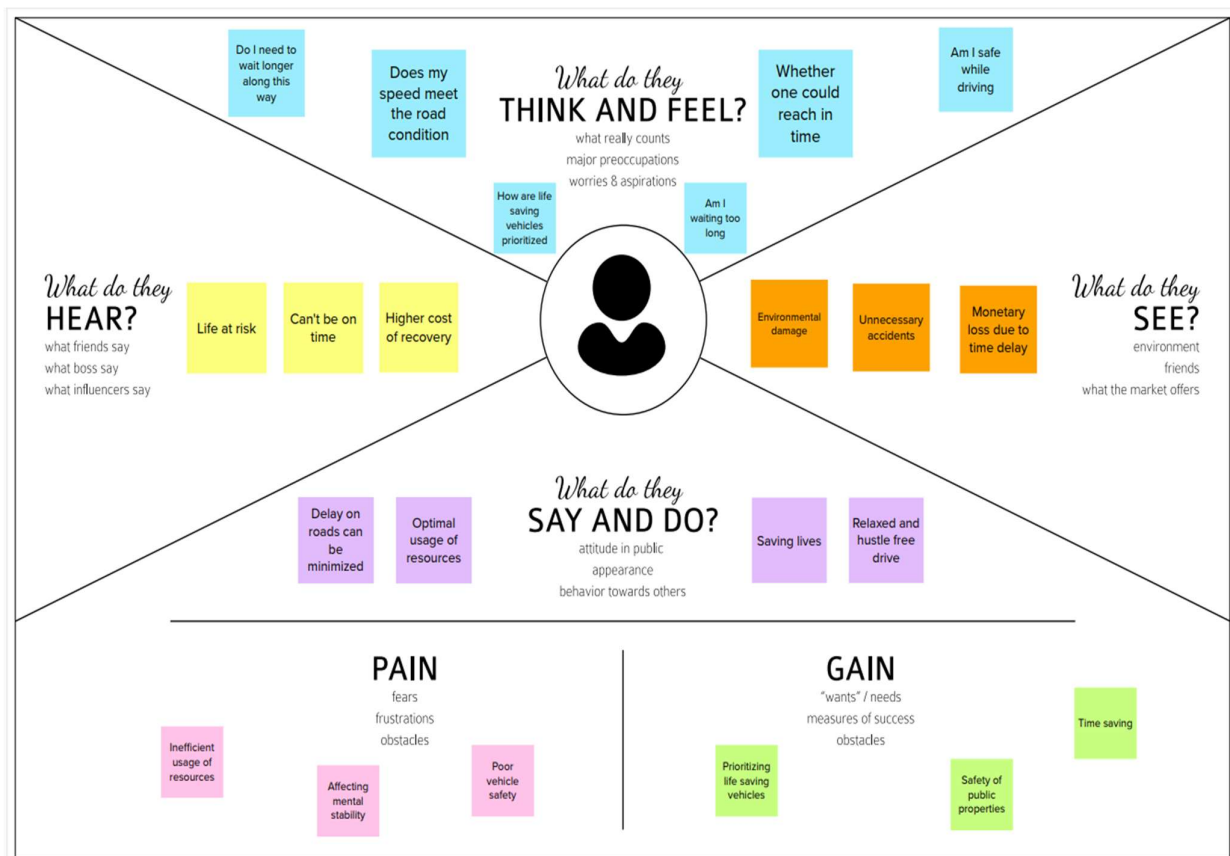 Do I need to
wait longer
along this
way
Does my
speed meet
the road
condition
What do they
THINK AND FEEL?
what really counts
major preoccupations
worries & aspirations
Whether
one could
reach in
time
Am I safe
while
driving
How are life
saving
vehicles
prioritized
Am I
waiting too
long
What do they
HEAR?
what friends say
what boss say
what influencers say
Life at risk
Can't be on
time
Higher cost
of recovery
Environmental
damage
Unnecessary
accidents
Monetary
loss due to
time delay
What do they
SEE?
environment
friends
what the market offers
Delay on
roads can
be
minimized
Optimal
usage of
resources
What do they
SAY AND DO?
attitude in public
appearance
behavior towards others
Saving lives
Relaxed and
hustle free
drive
PAIN
fears
frustrations
obstacles
Inefficient
usage of
resources
Affecting
mental
stability
Poor
vehicle
safety
GAIN
"wants" / needs
measures of success
obstacles
Time saving
Prioritizing
life saving
vehicles
Safety of
public
properties